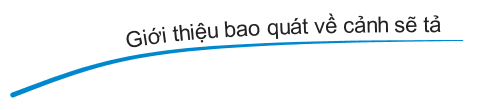 Giới thiệu bao quát về cảnh sẽ tả